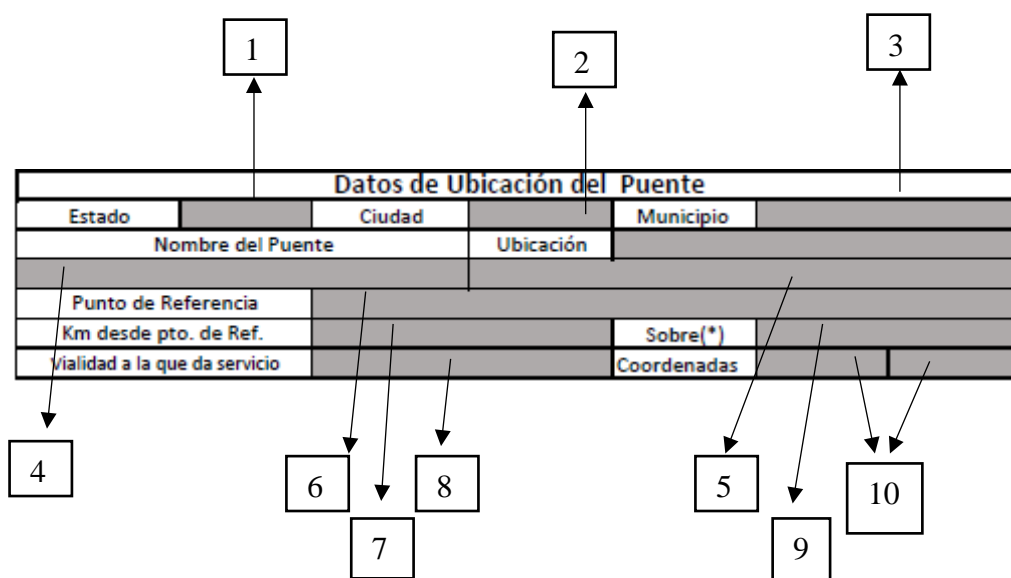 1
2
3
Datos de Ubicación del Puente
Estado Ciudad Municipio
Nombre del Puente Ubicación
Punto de Referencia
Km desde pto. de Ref. Sobre(*)
Vialidad a la que da servicio Coordenadas
4
6
8
5
10
7
9